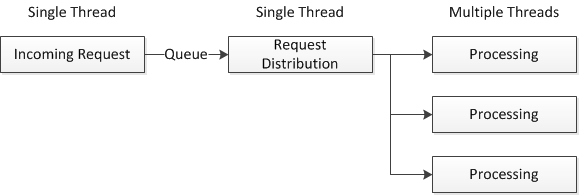 Single Thread
Single Thread
Multiple Threads
Incoming Request
Queue
Request
Distribution
Processing
Processing
Processing